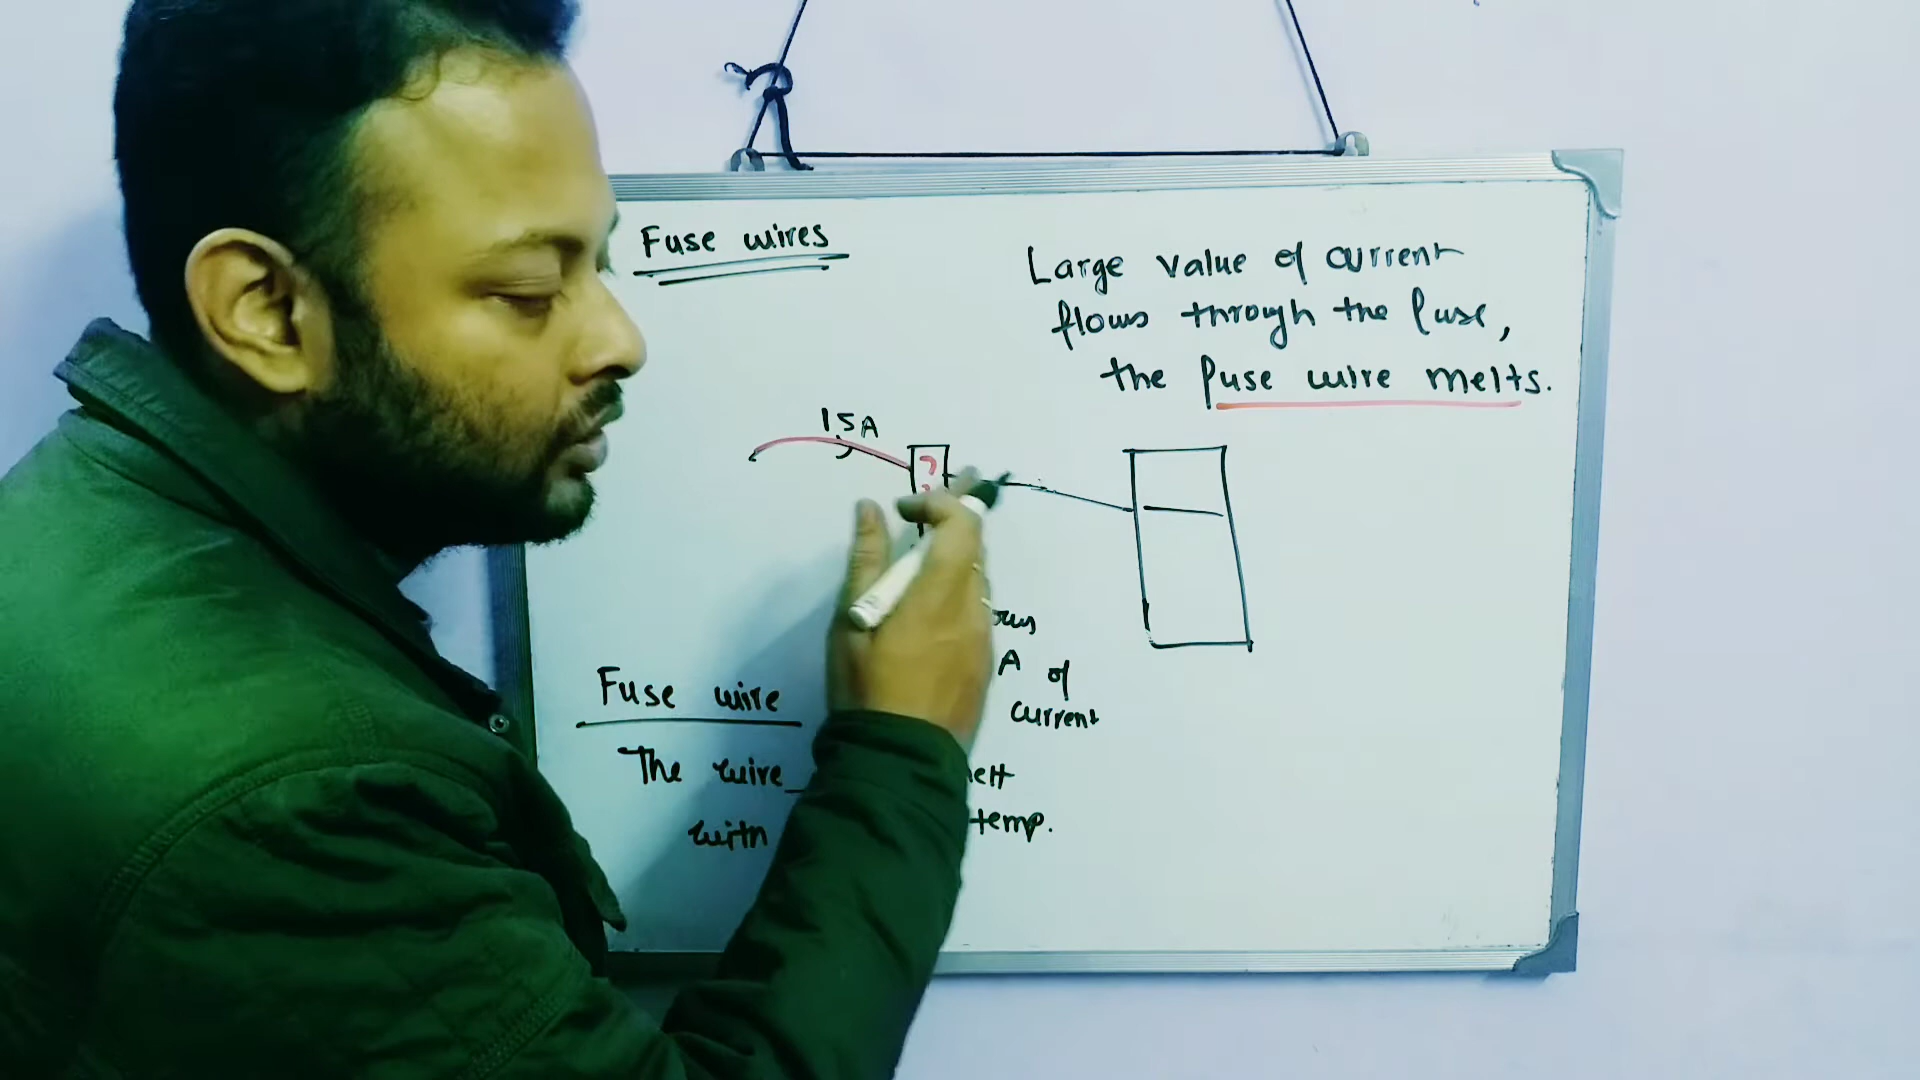 Fuse wires
Large value of current
flows through the fuse,
the fuse wire melts.
15A
A of
current
Fuse wire
The wire
with temp.